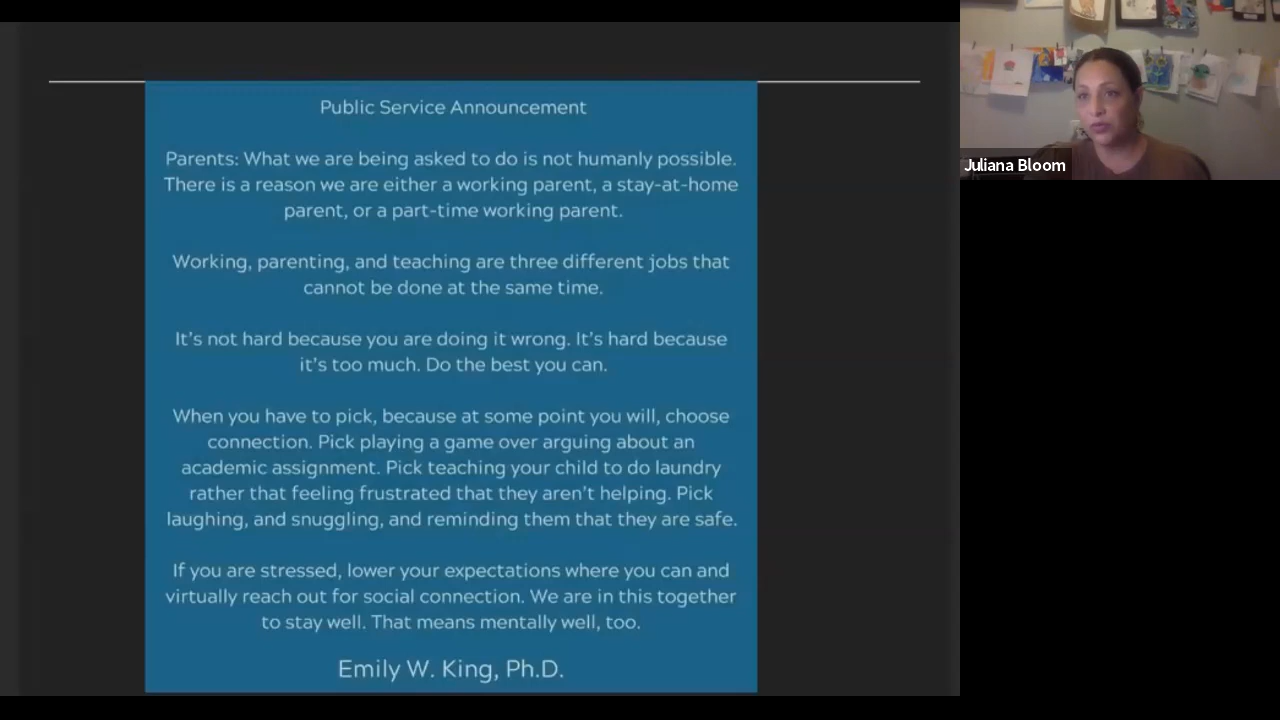 Public Service Announcement
Parents: What we are being asked to do is not humanly possible.
There is a reason we are either a working parent, a stay-at-home
parent, or a part-time working parent.
Working, parenting, and teaching are three different jobs that
cannot be done at the same time.
It's not hard because you are doing it wrong. It's hard because
it's too much. Do the best you can.
When you have to pick, because at some point you will, choose
connection. Pick playing a game over arguing about an
academic assignment. Pick teaching your child to do laundry
rather that feeling frustrated that they aren't helping. Pick
laughing, and snuggling, and reminding them that they are safe.
If you are stressed, lower your expectations where you can and
virtually reach out for social connection. We are in this together
to stay well. That means mentally well, too.
Emily W. King, Ph.D.
Juliana Bloom